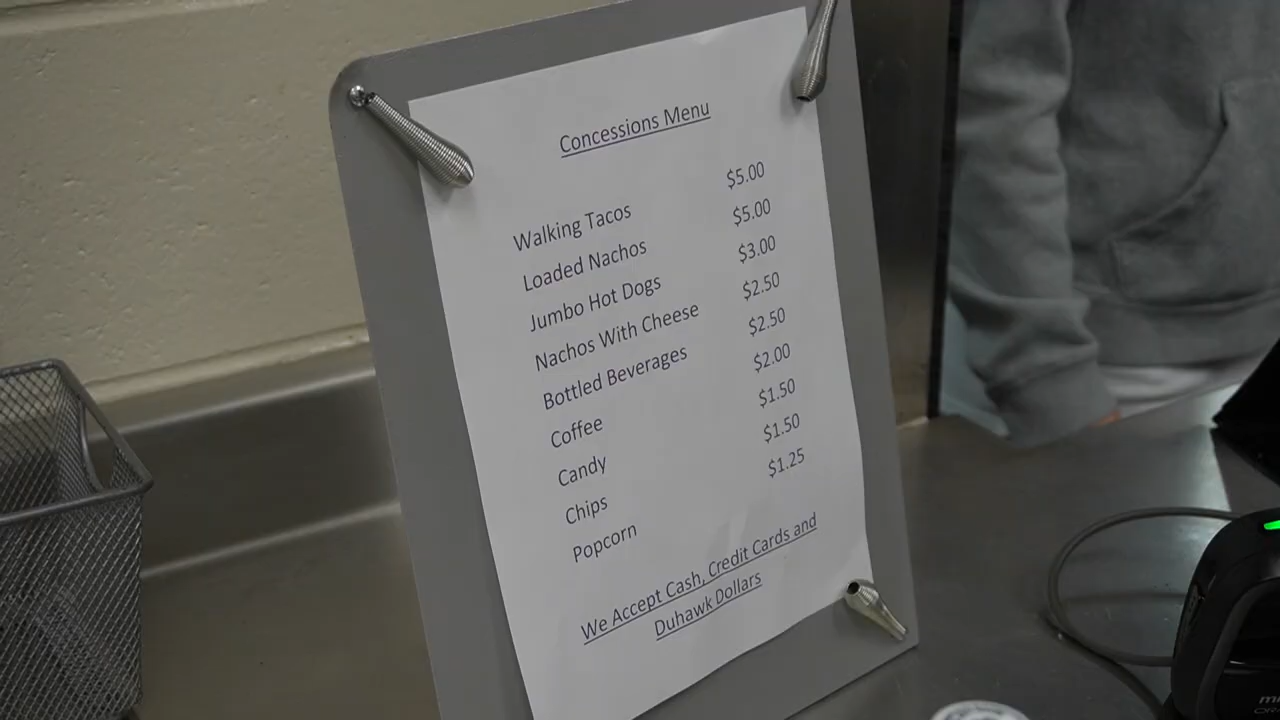 Concessions Menu
Walking Tacos $5.00
Loaded Nachos $5.00
Jumbo Hot Dogs $3.00
Nachos With Cheese $2.50
Bottled Beverages $2.50
Coffee $2.00
Candy $1.50
Chips $1.50
Popcorn $1.25
We Accept Cash, Credit Cards and
Duhawk Dollars